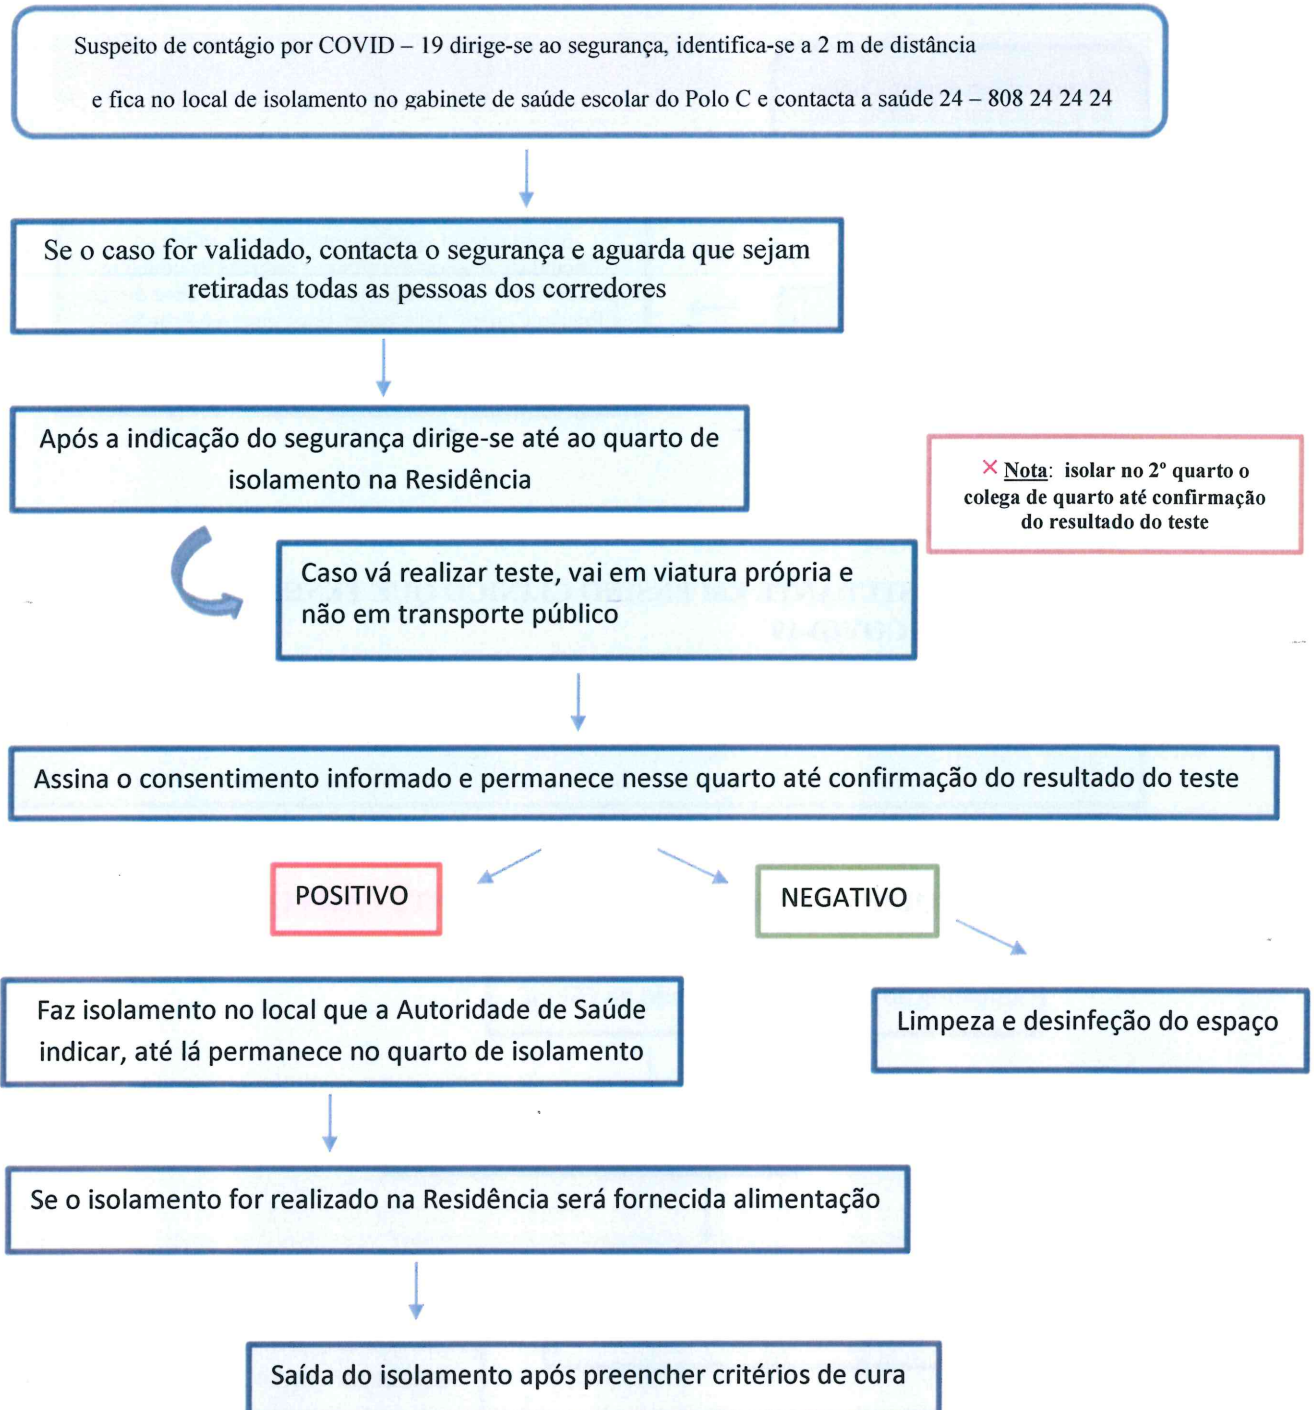 Suspeito de contágio por COVID – 19 dirige-se ao segurança, identifica-se a 2 m de distância
e fica no local de isolamento no gabinete de saúde escolar do Polo C e contacta a saúde 24 – 808 24 24 24
Se o caso for validado, contacta o segurança e aguarda que sejam
retiradas todas as pessoas dos corredores
Após a indicação do segurança dirige-se até ao quarto de
isolamento na Residência
× Nota: isolar no 2º quarto o
colega de quarto até confirmação
do resultado do teste
Caso vá realizar teste, vai em viatura própria e
não em transporte público
Assina o consentimento informado e permanece nesse quarto até confirmação do resultado do teste
POSITIVO
NEGATIVO
Faz isolamento no local que a Autoridade de Saúde
indicar, até lá permanece no quarto de isolamento
Limpeza e desinfeção do espaço
Se o isolamento for realizado na Residência será fornecida alimentação
Saída do isolamento após preencher critérios de cura